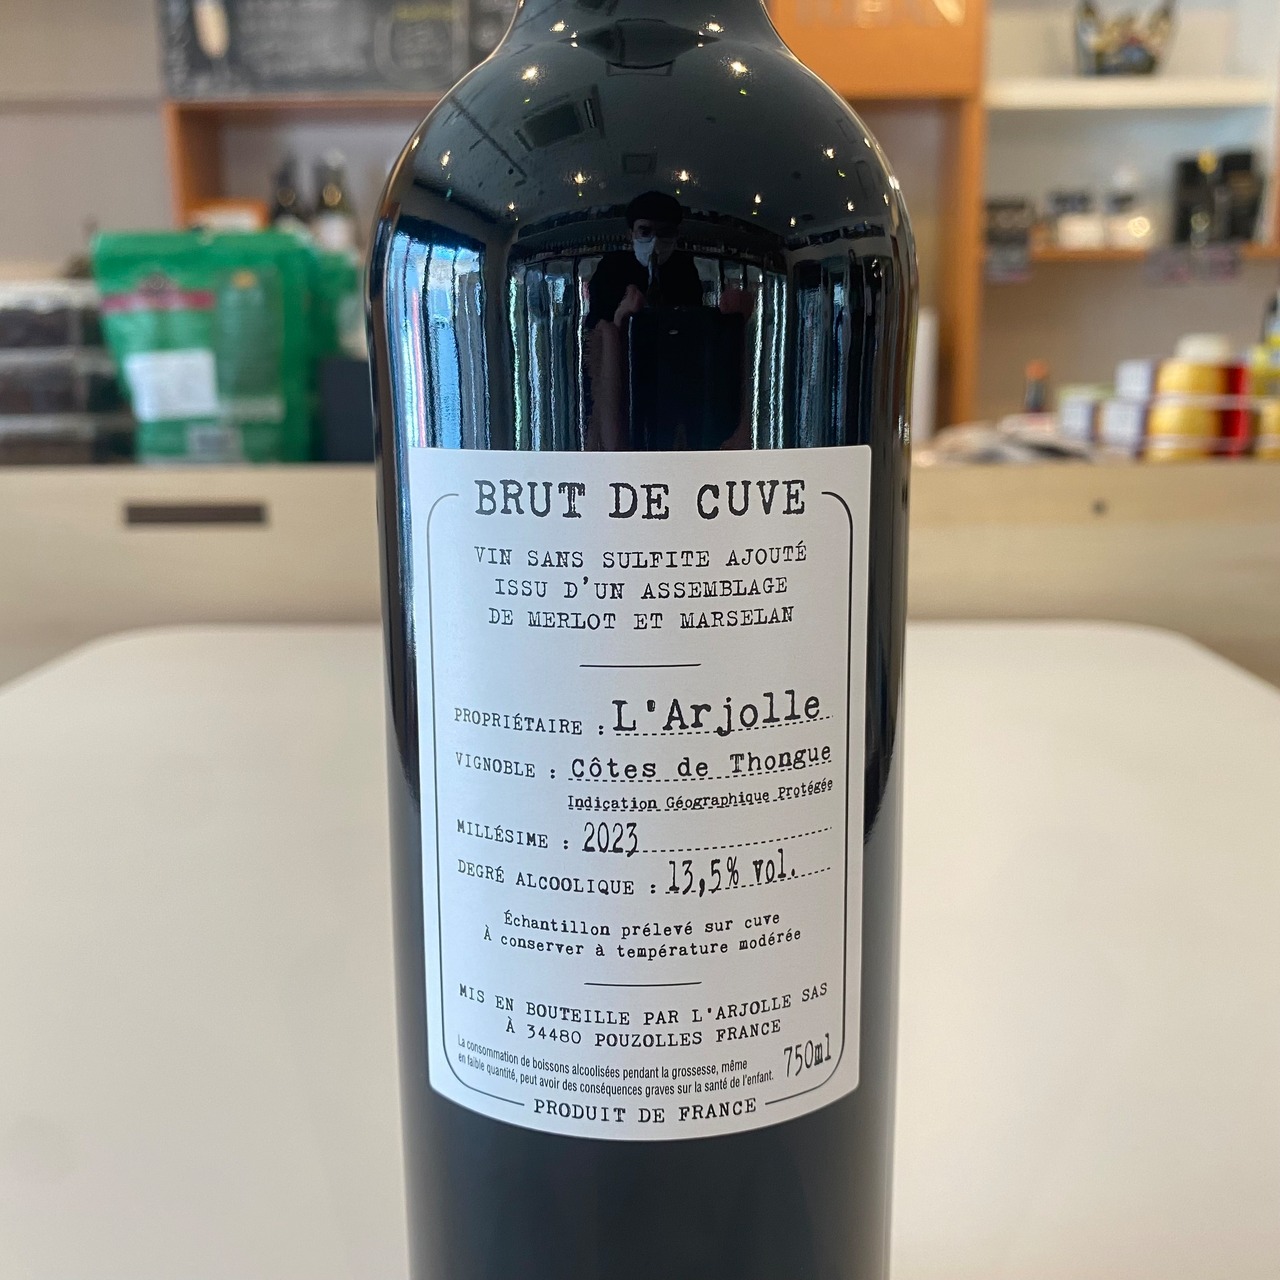 BRUT DE CUVE
VIN SANS SULFITE AJOUTÉ
ISSU D'UN ASSEMBLAGE
DE MERLOT ET MARSELAN
PROPRIÉTAIRE : L'Arjolle
VIGNOBLE : Côtes de Thongue
Indication Géographique Protégée
MILLÉSIME : 2023
DEGRÉ ALCOOLIQUE : 13,5% vol.
Échantillon prélevé sur cuve
À conserver à température modérée
MIS EN BOUTEILLE PAR L'ARJOLLE SAS
À 34480 POUZOLLES FRANCE
La consommation de boissons alcoolisées pendant la grossesse, même
en faible quantité, peut avoir des conséquences graves sur la santé de l'enfant.
750ml
PRODUIT DE FRANCE